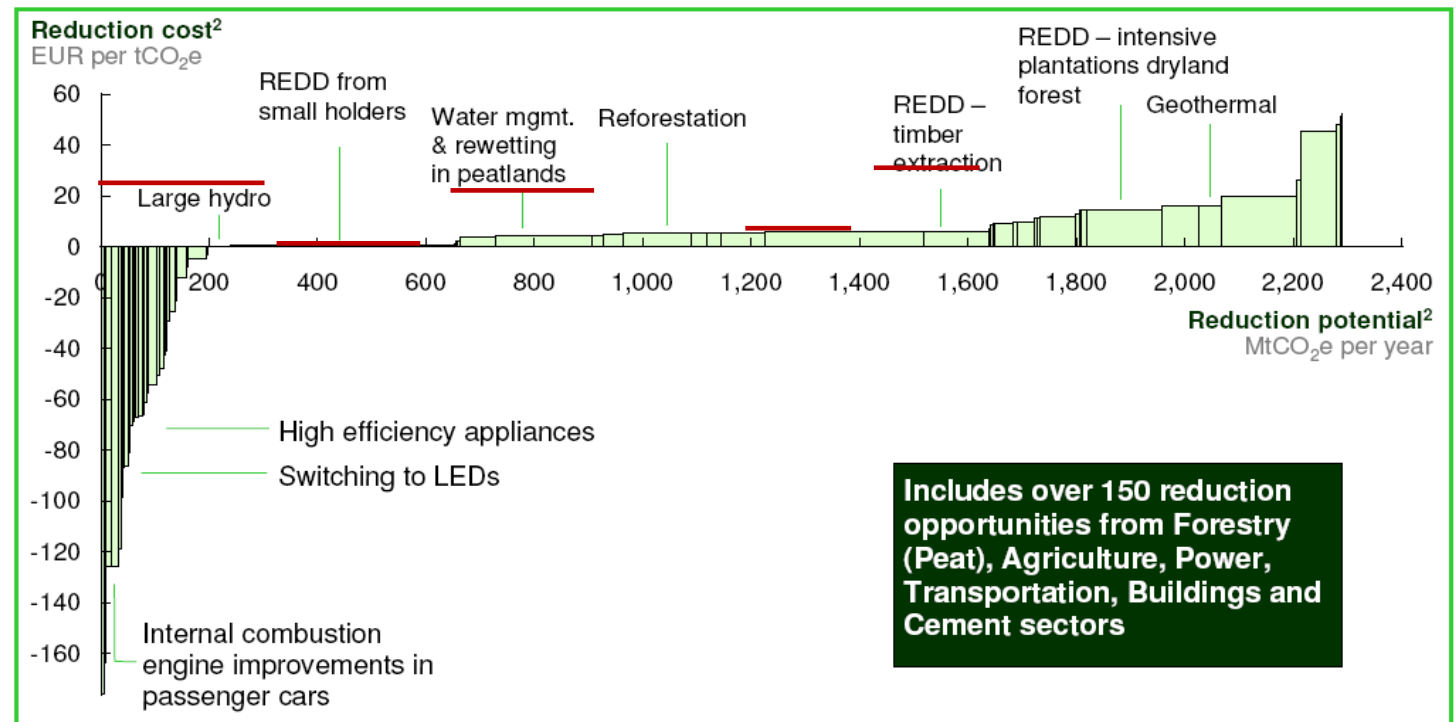 Reduction cost²
EUR per tCO₂e
REDD – intensive
plantations dryland
forest
REDD from
small holders
Water mgmt.
& rewetting
in peatlands
Reforestation
REDD –
timber
extraction
Geothermal
Large hydro
60
40
20
0
-20
-40
-60
-80
-100
-120
-140
-160
0 200 400 600 800 1,000 1,200 1,400 1,600 1,800 2,000 2,200 2,400
Reduction potential²
MtCO₂e per year
High efficiency appliances
Switching to LEDs
Internal combustion
engine improvements in
passenger cars
Includes over 150 reduction
opportunities from Forestry
(Peat), Agriculture, Power,
Transportation, Buildings and
Cement sectors